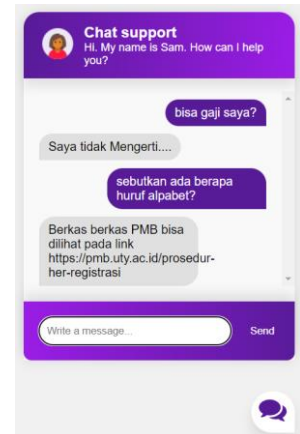 Chat support
Hi. My name is Sam. How can I help
you?
bisa gaji saya?
Saya tidak Mengerti....
sebutkan ada berapa
huruf alpabet?
Berkas berkas PMB bisa
dilihat pada link
https://pmb.uty.ac.id/prosedur-
her-registrasi
Write a message...
Send